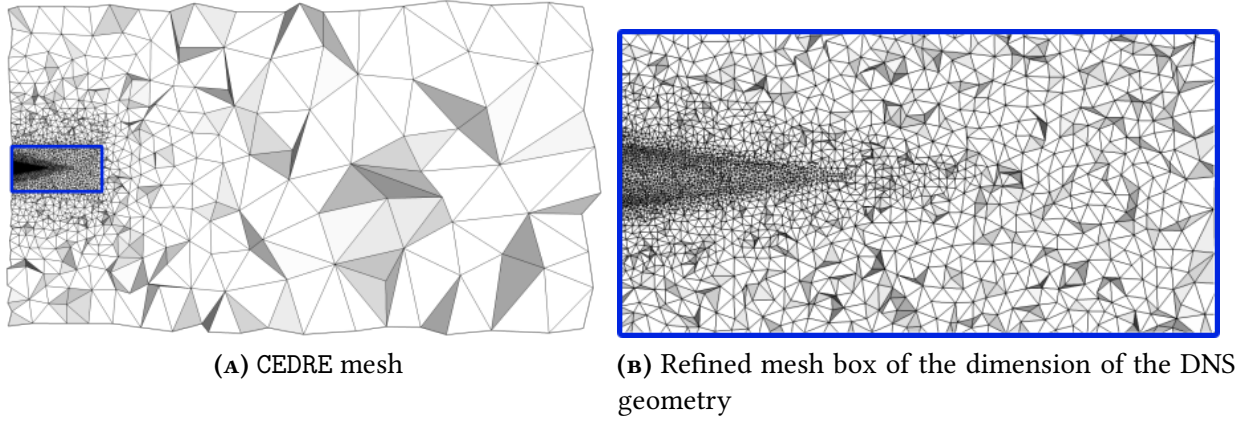 (A) CEDRE mesh
(B) Refined mesh box of the dimension of the DNS
geometry